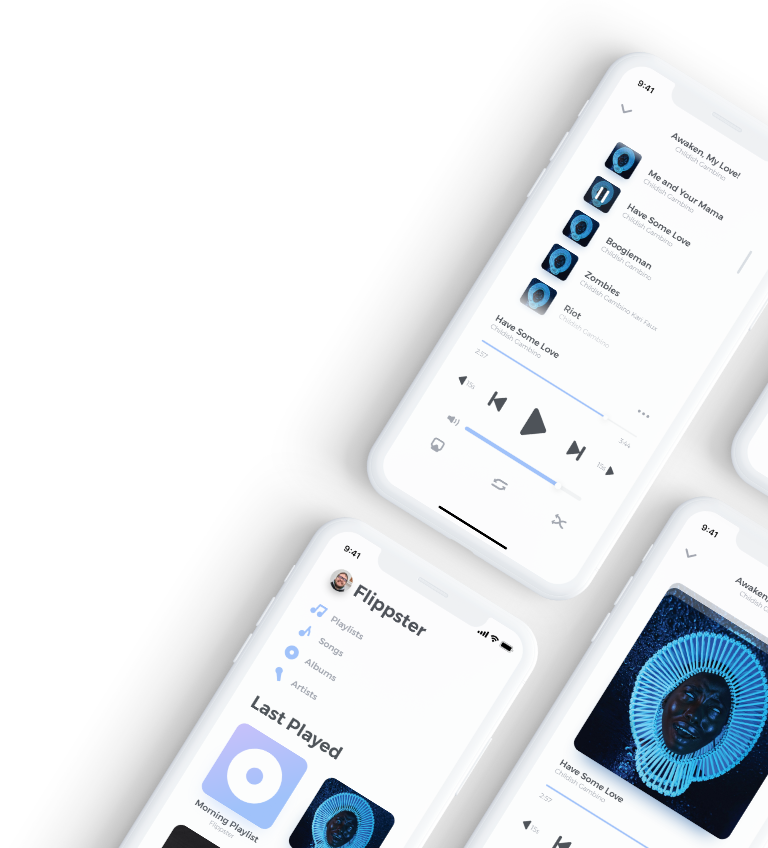 9:41
Awaken, My Love!
Childish Gambino
Me and Your Mama
Childish Gambino
Have Some Love
Childish Gambino
Boogieman
Childish Gambino
Zombies
Childish Gambino Kali Faux
Riot
Childish Gambino
Have Some Love
Childish Gambino
2:57
3:44
15s
15s
9:41
Flippster
Playlists
Songs
Albums
Artists
Last Played
Morning Playlist
Flippster
9:41
Awaken,
Childish
Have Some Love
Childish Gambino
2:57
15s